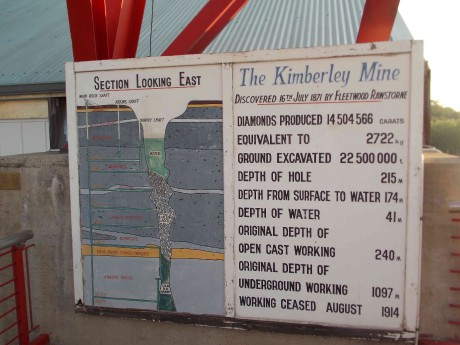 SECTION LOOKING EAST
The Kimberley Mine
DISCOVERED 16TH JULY 1871 BY FLEETWOOD RAWSTORNE
DIAMONDS PRODUCED 14 504 566 CARATS
EQUIVALENT TO 2722 kg
GROUND EXCAVATED 22 500 000 t.
DEPTH OF HOLE 215 M
DEPTH FROM SURFACE TO WATER 174 M
DEPTH OF WATER 41 M
ORIGINAL DEPTH OF
OPEN CAST WORKING 240 M
ORIGINAL DEPTH OF
UNDERGROUND WORKING 1097 M
WORKING CEASED AUGUST 1914